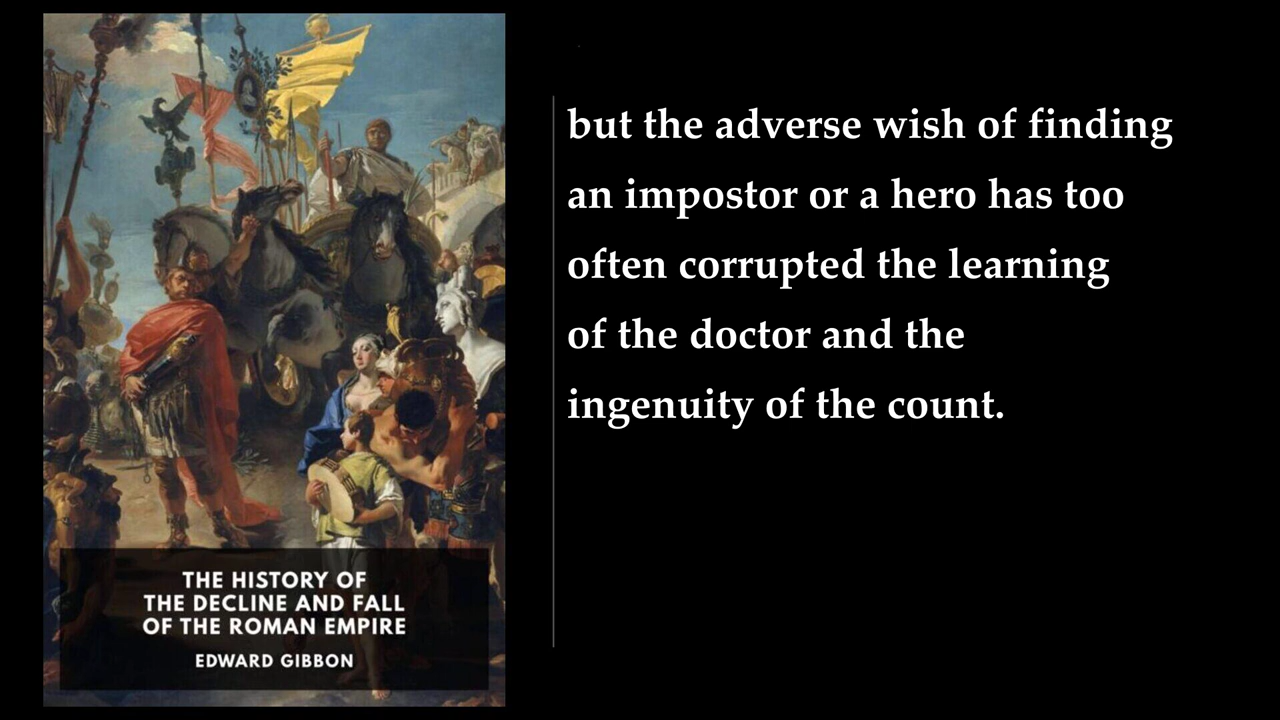 but the adverse wish of finding
an impostor or a hero has too
often corrupted the learning
of the doctor and the
ingenuity of the count.
THE HISTORY OF
THE DECLINE AND FALL
OF THE ROMAN EMPIRE
EDWARD GIBBON